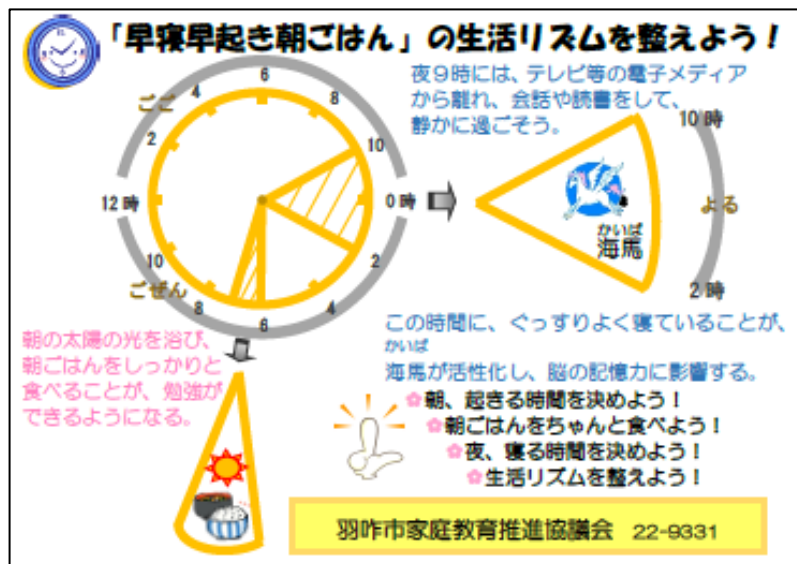 「早寝早起き朝ごはん」の生活リズムを整えよう！
夜９時には、テレビ等の電子メディア
から離れ、会話や読書をして、
静かに過ごそう。
ごご
2
4
6
8
10
0時
2
6
8
10
12時
ごぜん
10時
よる
2時
かいば
海馬
朝の太陽の光を浴び、
朝ごはんをしっかりと
食べることが、勉強が
できるようになる。
この時間に、ぐっすりよく寝ていることが、
かいば
海馬が活性化し、脳の記憶力に影響する。
朝、起きる時間を決めよう！
朝ごはんをちゃんと食べよう！
夜、寝る時間を決めよう！
生活リズムを整えよう！
羽咋市家庭教育推進協議会　22-9331